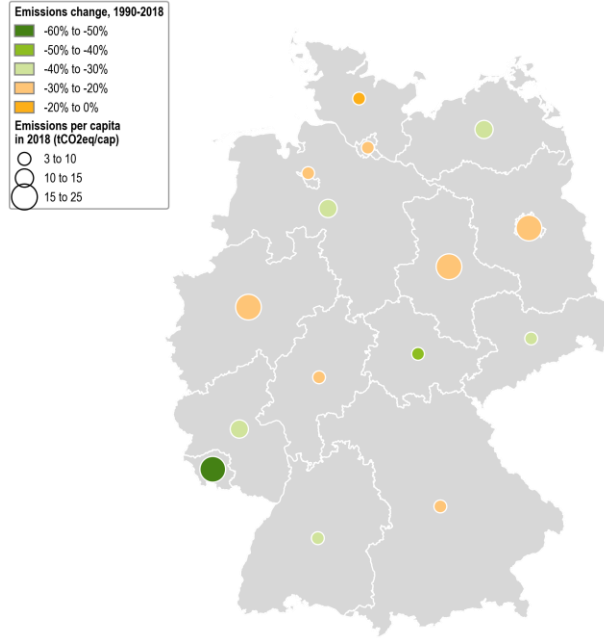 Emissions change, 1990-2018
-60% to -50%
-50% to -40%
-40% to -30%
-30% to -20%
-20% to 0%
Emissions per capita
in 2018 (tCO2eq/cap)
3 to 10
10 to 15
15 to 25